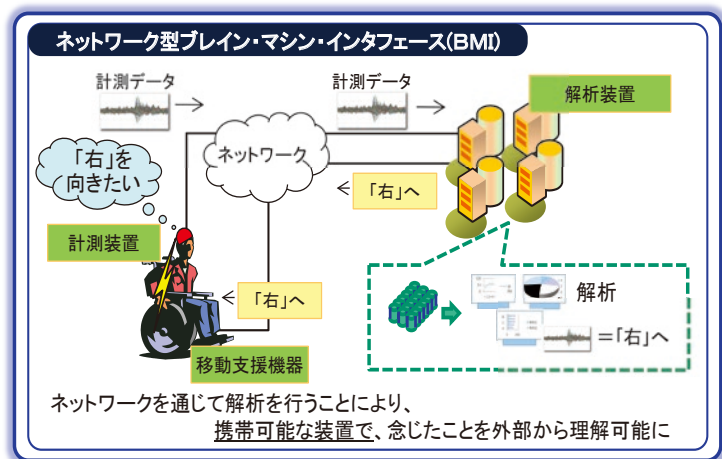 ネットワーク型ブレイン・マシン・インタフェース(BMI)
計測データ
計測データ
解析装置
「右」を
向きたい
ネットワーク
「右」へ
計測装置
「右」へ
解析
=「右」へ
移動支援機器
ネットワークを通じて解析を行うことにより、
携帯可能な装置で、念じたことを外部から理解可能に